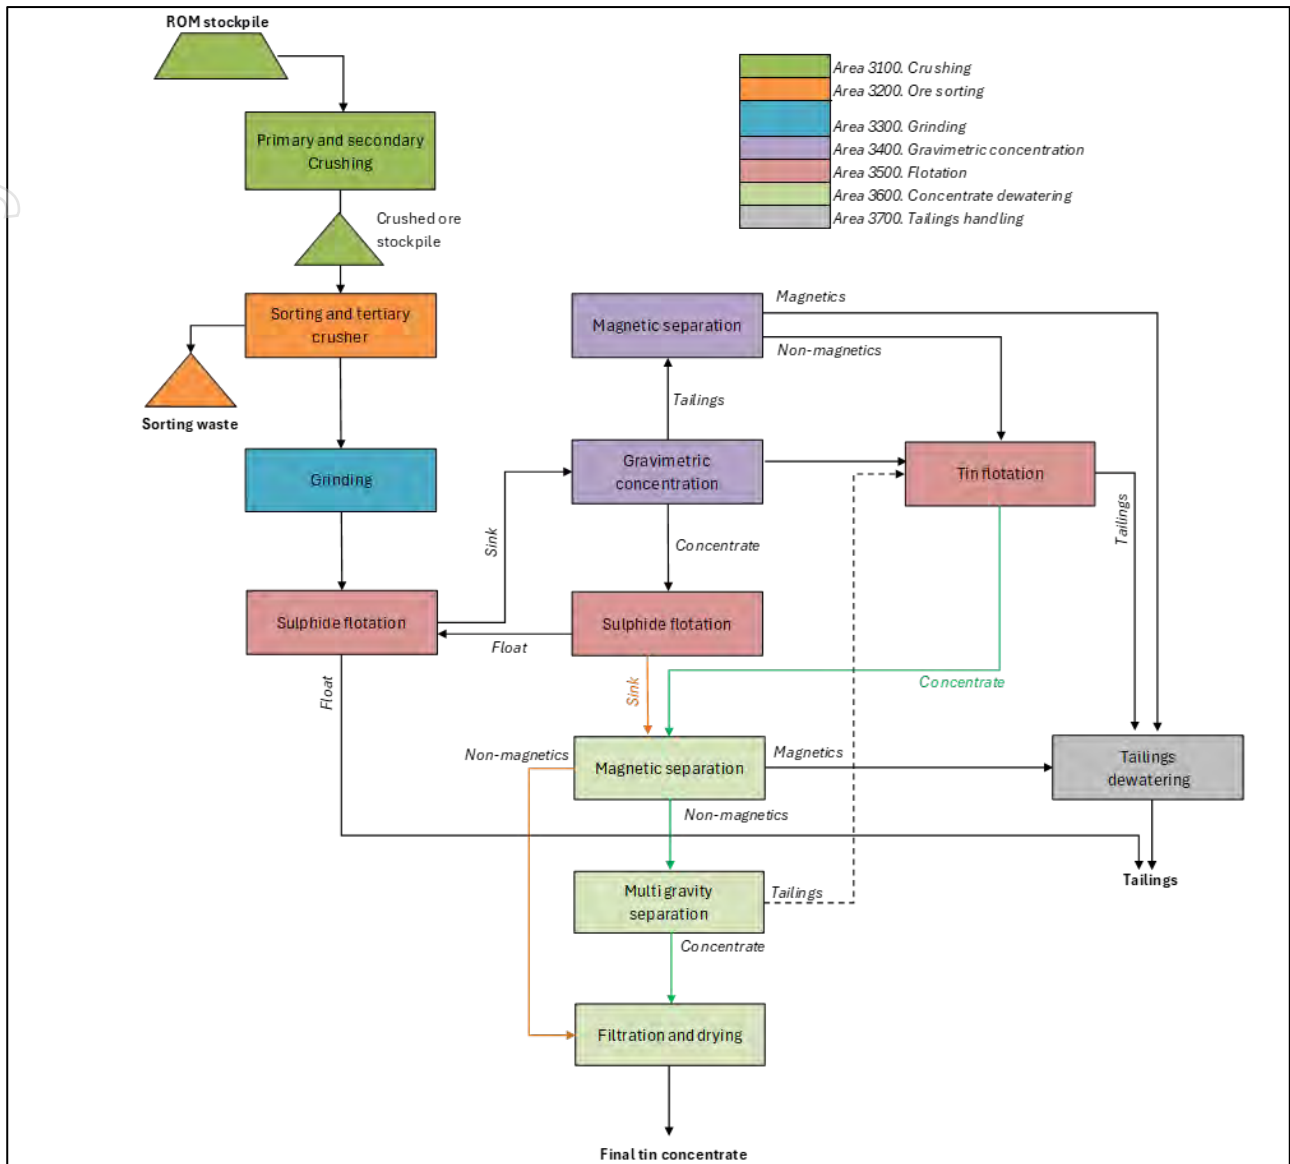 ROM stockpile
Area 3100. Crushing
Area 3200. Ore sorting
Area 3300. Grinding
Area 3400. Gravimetric concentration
Area 3500. Flotation
Area 3600. Concentrate dewatering
Area 3700. Tailings handling
Primary and secondary
Crushing
Crushed ore
stockpile
Sorting and tertiary
crusher
Sorting waste
Magnetic separation
Magnetics
Non-magnetics
Tailings
Grinding
Gravimetric
concentration
Tin flotation
Sink
Concentrate
Tailings
Sulphide flotation
Float
Sulphide flotation
Float
Sink
Concentrate
Non-magnetics
Magnetic separation
Magnetics
Tailings
dewatering
Non-magnetics
Multi gravity
separation
Tailings
Tailings
Concentrate
Filtration and drying
Final tin concentrate